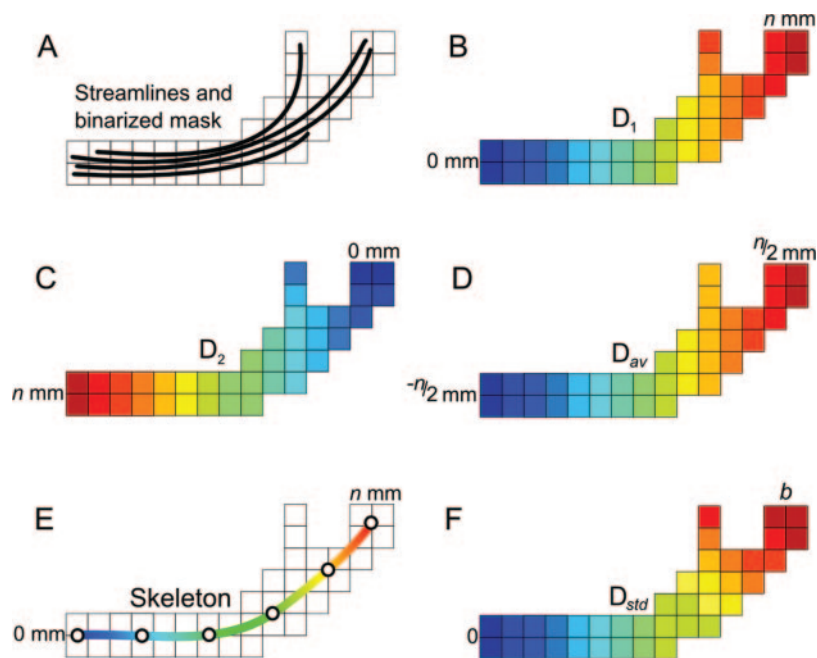 A
Streamlines and
binarized mask
B
n mm
D₁
0 mm
C
0 mm
D₂
n mm
D
n/2 mm
Dav
-n/2 mm
E
n mm
Skeleton
0 mm
F
b
Dstd
0